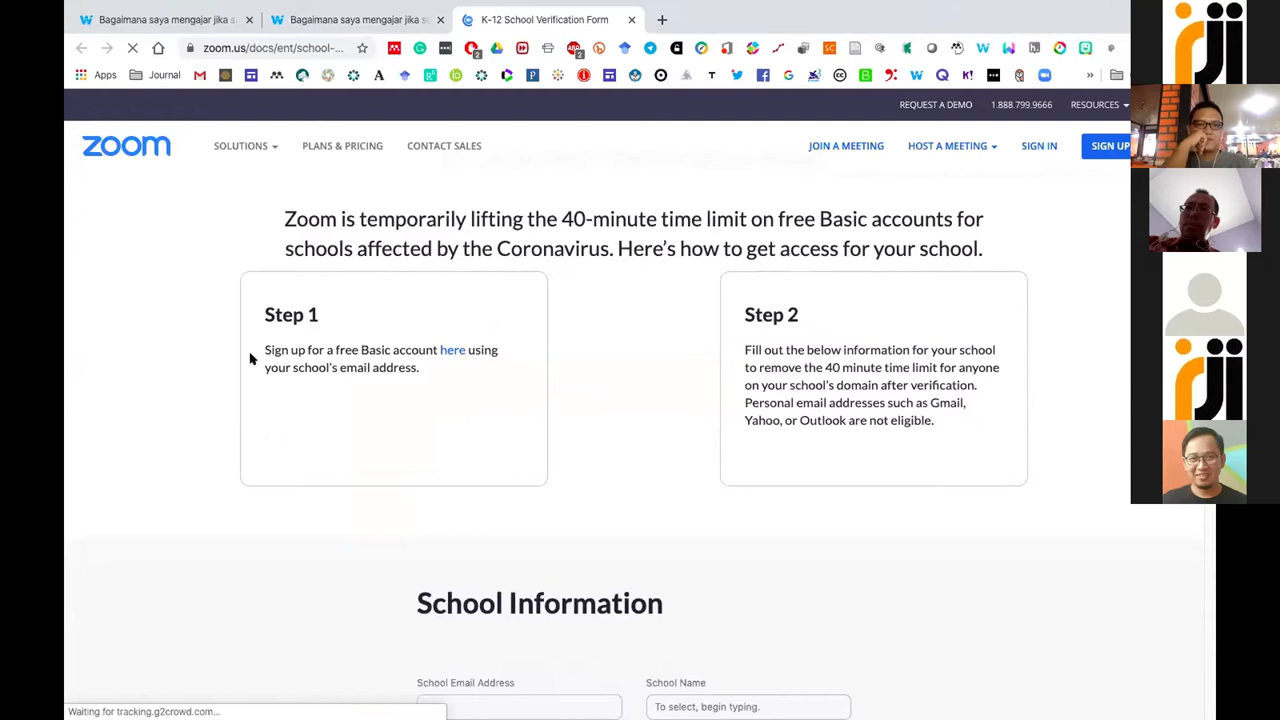 Bagaimana saya mengajar jika s
Bagaimana saya mengajar jika s
K-12 School Verification Form
zoom.us/docs/ent/school-...
2
2
Apps
Journal
REQUEST A DEMO
1.888.799.9666
RESOURCES
zoom
SOLUTIONS
PLANS & PRICING
CONTACT SALES
JOIN A MEETING
HOST A MEETING
SIGN IN
SIGN UP
Zoom is temporarily lifting the 40-minute time limit on free Basic accounts for
schools affected by the Coronavirus. Here's how to get access for your school.
Step 1
Sign up for a free Basic account here using
your school's email address.
Step 2
Fill out the below information for your school
to remove the 40 minute time limit for anyone
on your school's domain after verification.
Personal email addresses such as Gmail,
Yahoo, or Outlook are not eligible.
School Information
School Email Address
School Name
To select, begin typing.
Waiting for tracking.g2crowd.com...
rji
rji